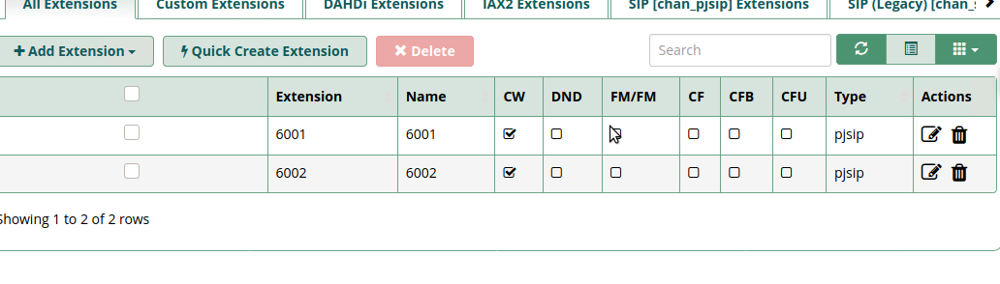 All Extensions Custom Extensions DAHDi Extensions IAX2 Extensions SIP [chan_pjsip] Extensions SIP (Legacy) [chan_s
Add Extension Quick Create Extension Delete Search
Extension Name CW DND FM/FM CF CFB CFU Type Actions
6001 6001 pjsip
6002 6002 pjsip
Showing 1 to 2 of 2 rows